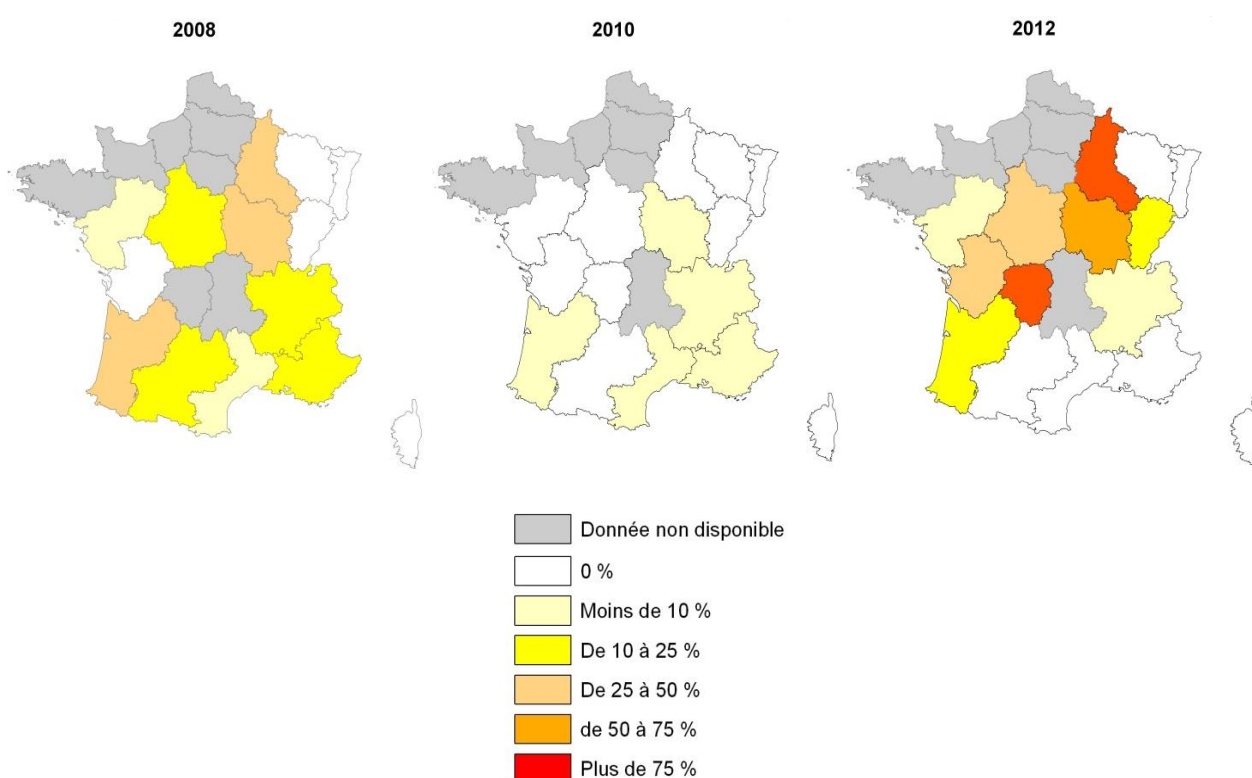 2008 2010 2012
Donnée non disponible
0 %
Moins de 10 %
De 10 à 25 %
De 25 à 50 %
de 50 à 75 %
Plus de 75 %